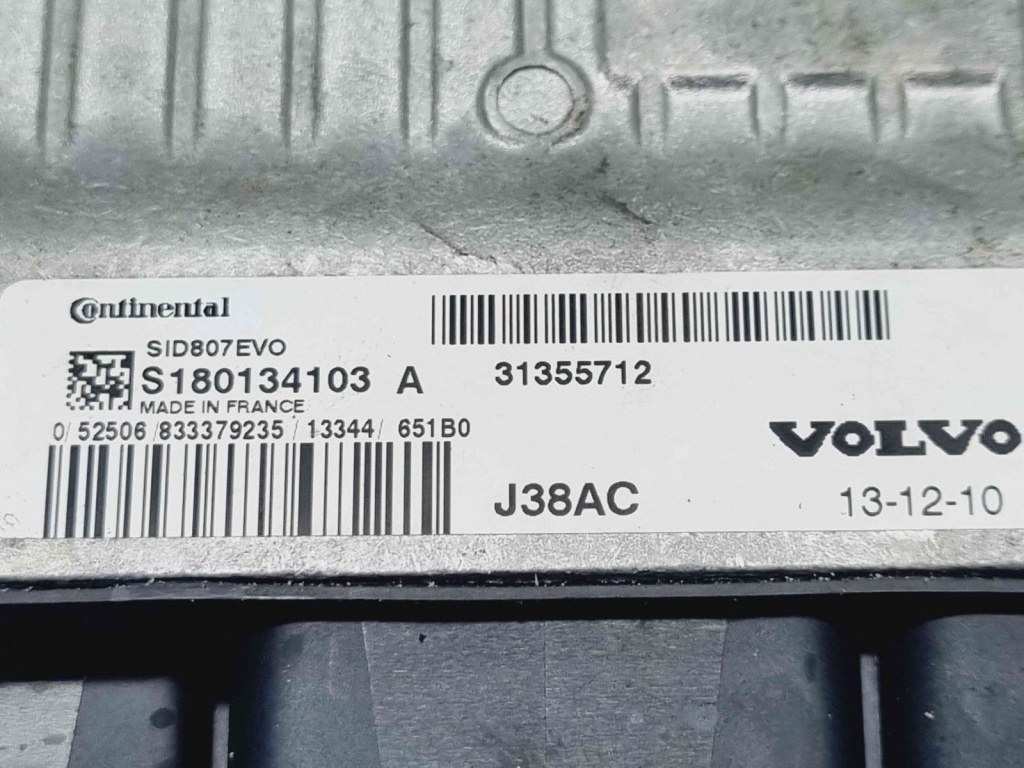 Continental
SID807EVO
S180134103 A
MADE IN FRANCE
0/ 52506 /833379235/ 13344/ 651B0
31355712
VOLVO
J38AC
13-12-10